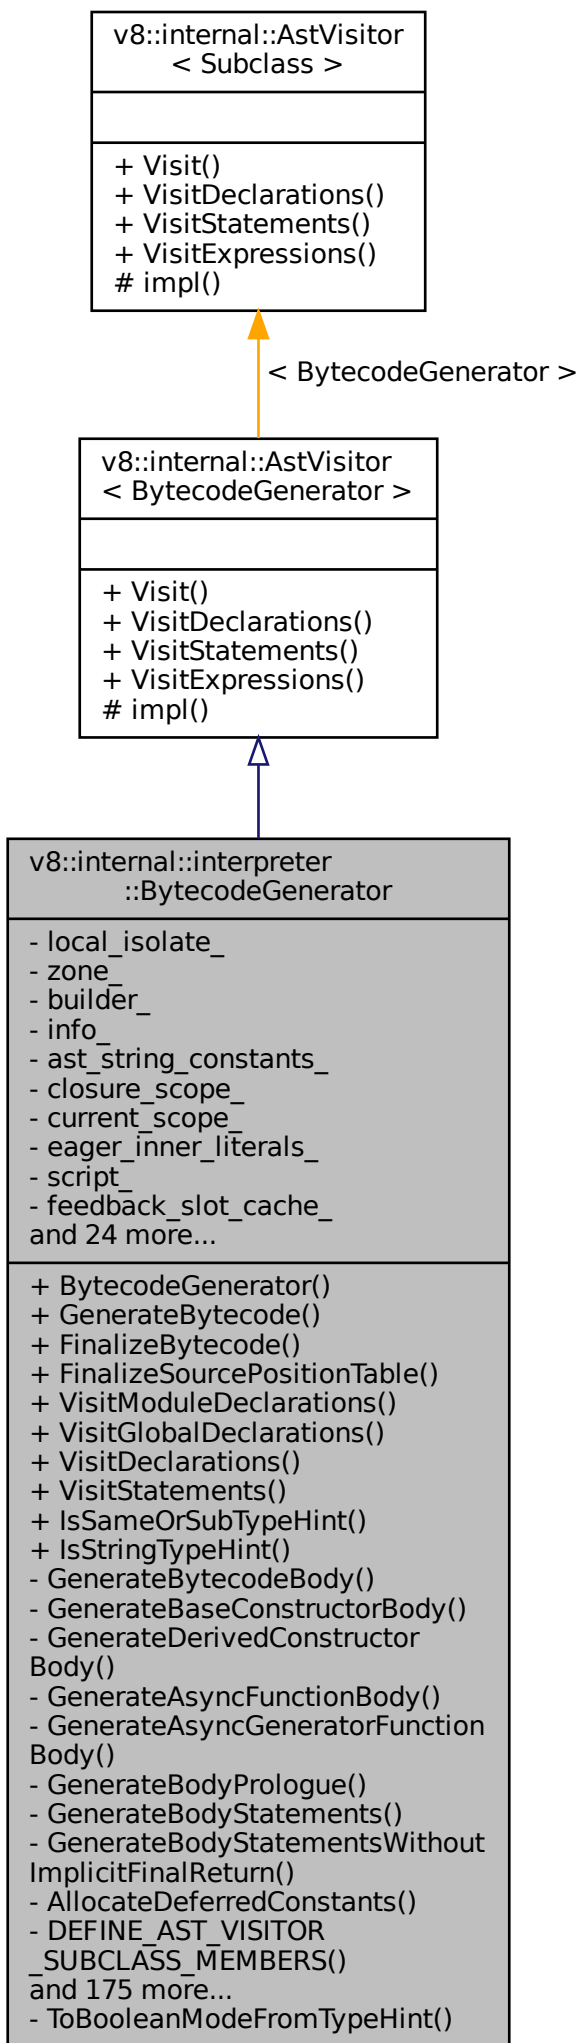 v8::internal::AstVisitor
< Subclass >
+ Visit()
+ VisitDeclarations()
+ VisitStatements()
+ VisitExpressions()
# impl()
< BytecodeGenerator >
v8::internal::AstVisitor
< BytecodeGenerator >
+ Visit()
+ VisitDeclarations()
+ VisitStatements()
+ VisitExpressions()
# impl()
v8::internal::interpreter
::BytecodeGenerator
- local_isolate_
- zone_
- builder_
- info_
- ast_string_constants_
- closure_scope_
- current_scope_
- eager_inner_literals_
- script_
- feedback_slot_cache_
and 24 more...
+ BytecodeGenerator()
+ GenerateBytecode()
+ FinalizeBytecode()
+ FinalizeSourcePositionTable()
+ VisitModuleDeclarations()
+ VisitGlobalDeclarations()
+ VisitDeclarations()
+ VisitStatements()
+ IsSameOrSubTypeHint()
+ IsStringTypeHint()
- GenerateBytecodeBody()
- GenerateBaseConstructorBody()
- GenerateDerivedConstructor
Body()
- GenerateAsyncFunctionBody()
- GenerateAsyncGeneratorFunction
Body()
- GenerateBodyPrologue()
- GenerateBodyStatements()
- GenerateBodyStatementsWithout
ImplicitFinalReturn()
- AllocateDeferredConstants()
- DEFINE_AST_VISITOR
_SUBCLASS_MEMBERS()
and 175 more...
- ToBooleanModeFromTypeHint()